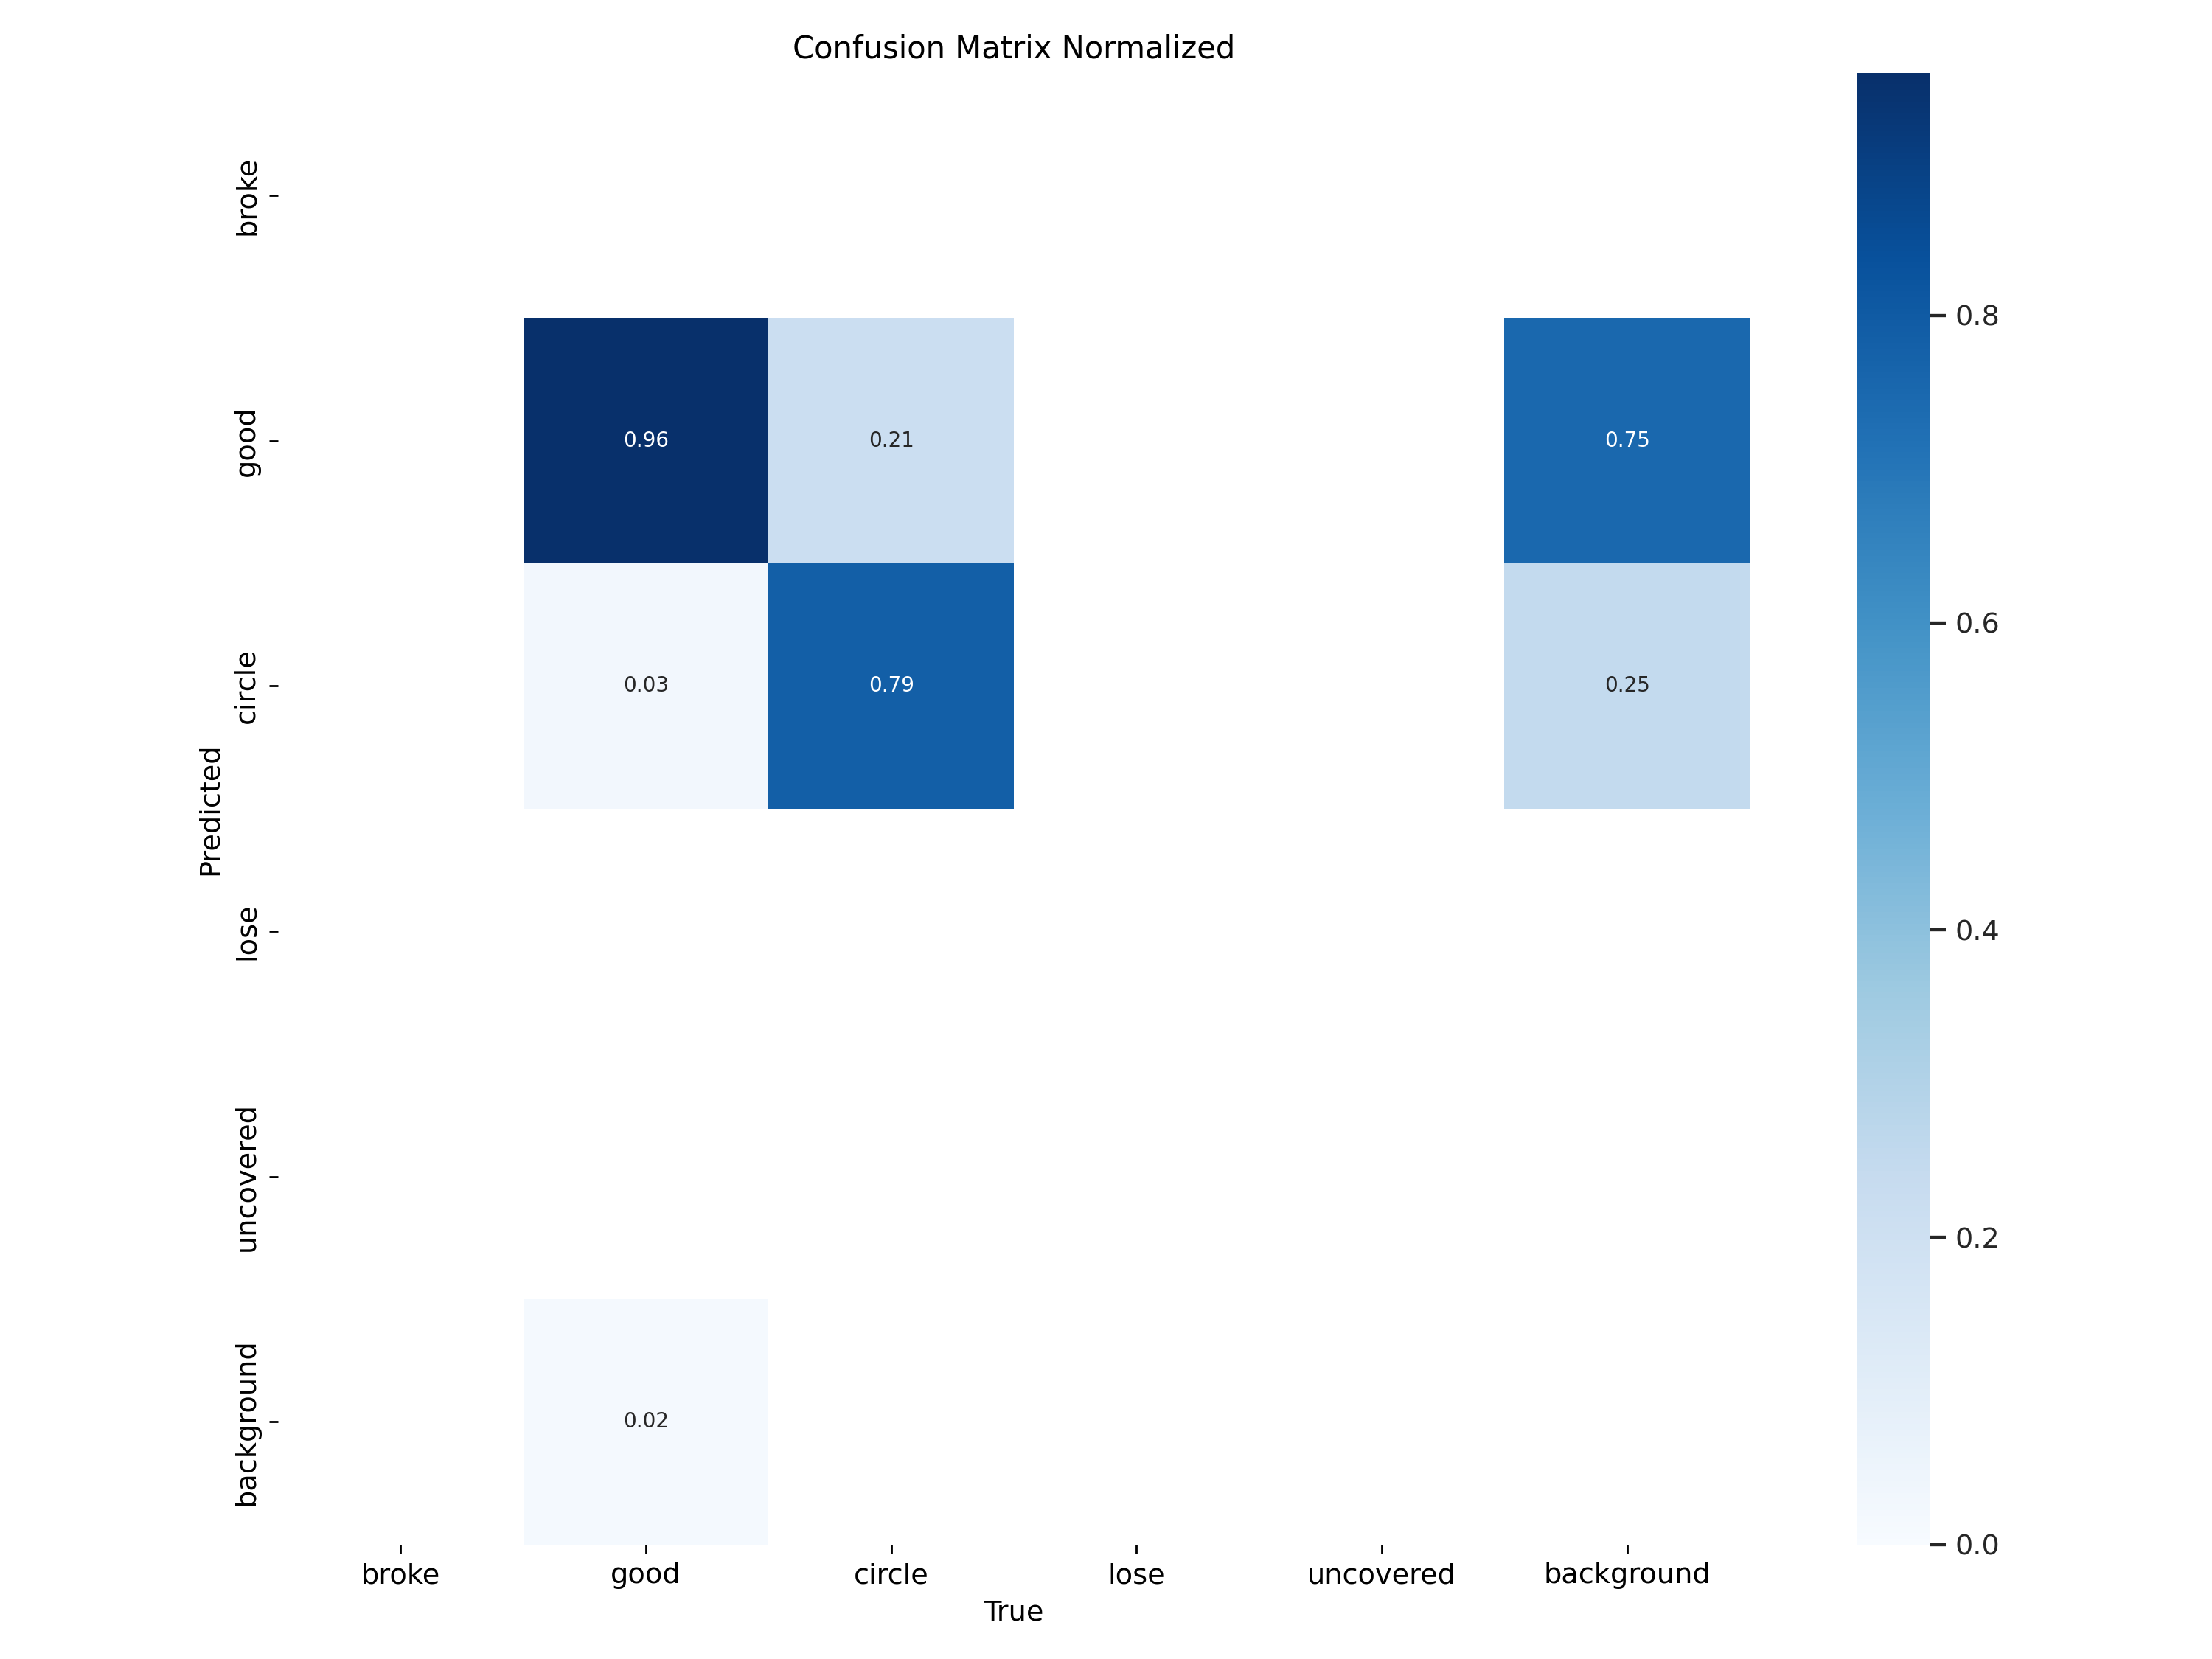 Confusion Matrix Normalized
broke
good
circle
lose
uncovered
background
Predicted
0.96 0.21 0.75
0.03 0.79 0.25
0.02
broke good circle lose uncovered background
True
0.8
0.6
0.4
0.2
0.0